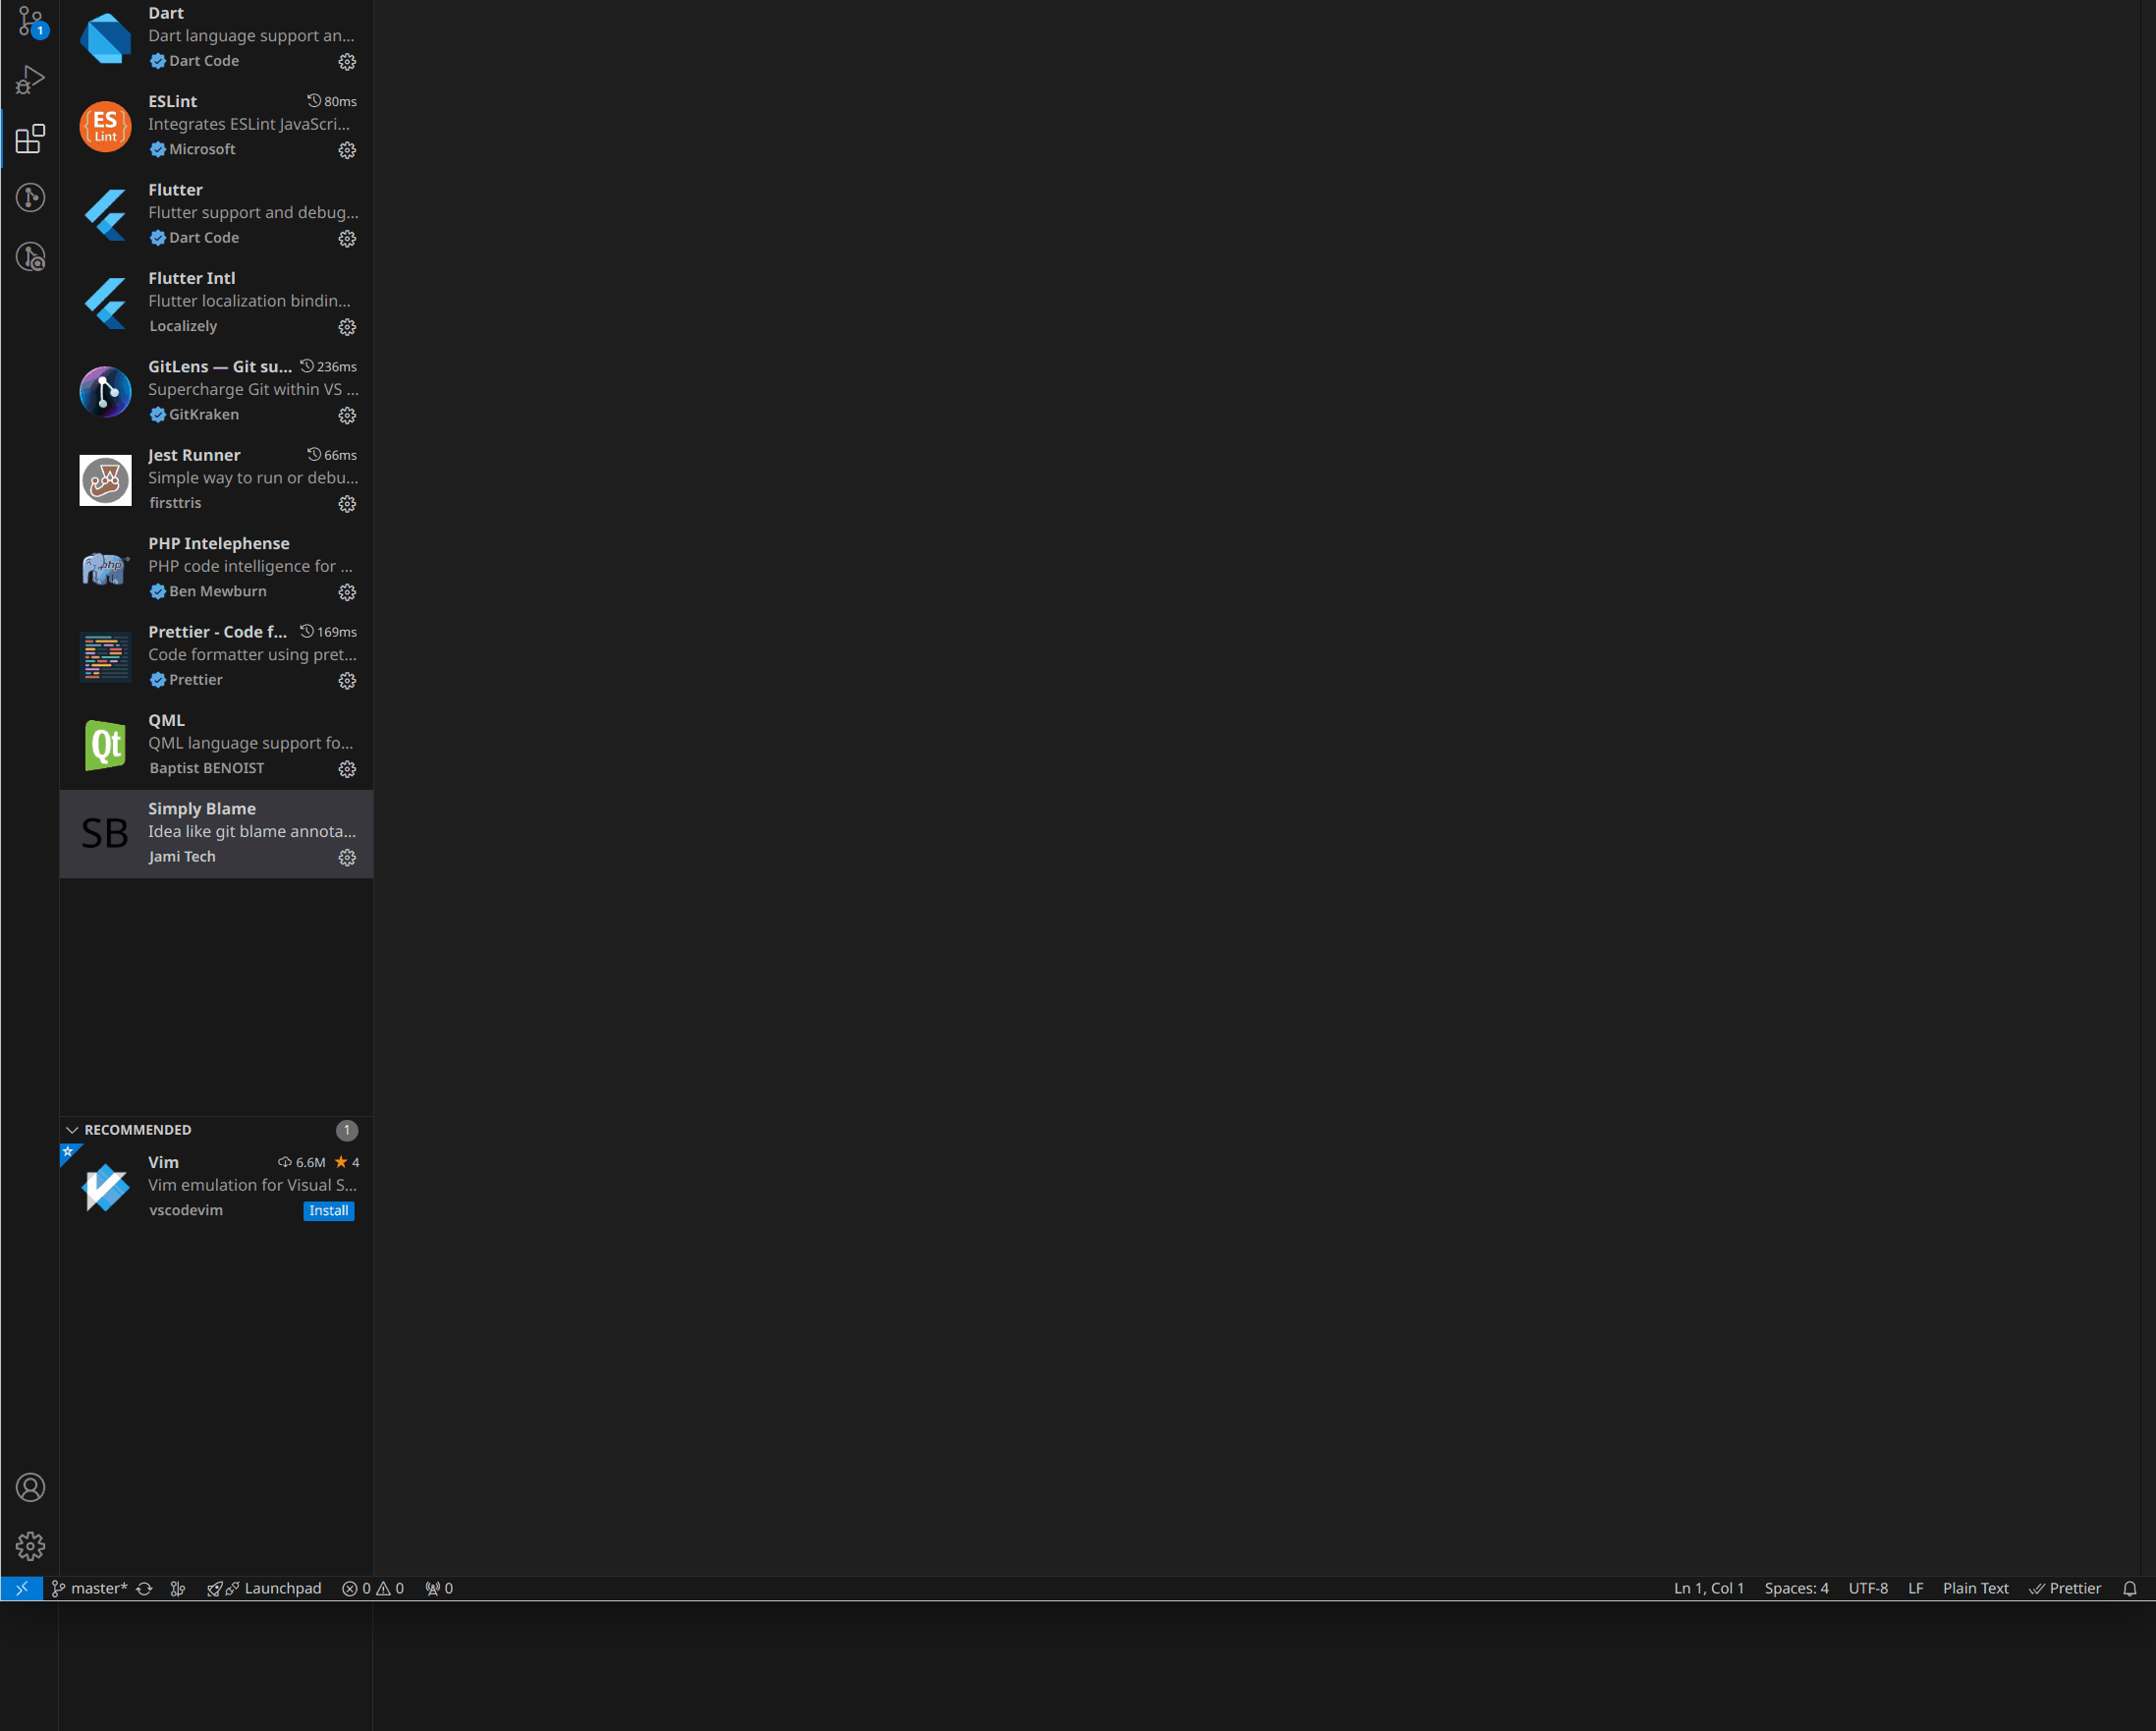 1
Dart
Dart language support an...
Dart Code
ES
Lint
ESLint 80ms
Integrates ESLint JavaScri...
Microsoft
Flutter
Flutter support and debug...
Dart Code
Flutter Intl
Flutter localization bindin...
Localizely
GitLens — Git su... 236ms
Supercharge Git within VS ...
GitKraken
Jest Runner 66ms
Simple way to run or debu...
firsttris
php
PHP Intelephense
PHP code intelligence for ...
Ben Mewburn
Prettier - Code f... 169ms
Code formatter using pret...
Prettier
Qt
QML
QML language support fo...
Baptist BENOIST
SB
Simply Blame
Idea like git blame annota...
Jami Tech
RECOMMENDED 1
Vim 6.6M 4
Vim emulation for Visual S...
vscodevim Install
master* Launchpad 0 0 0 Ln 1, Col 1 Spaces: 4 UTF-8 LF Plain Text Prettier